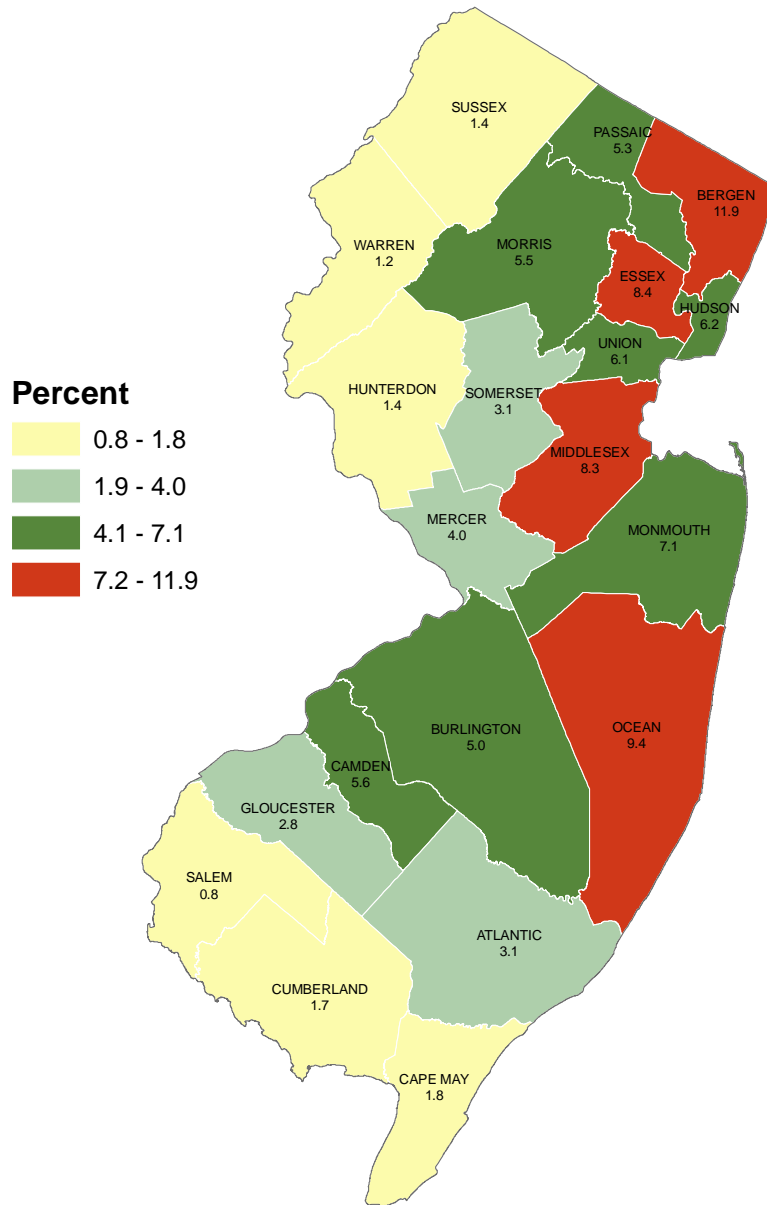 SUSSEX
1.4
PASSAIC
5.3
BERGEN
11.9
WARREN
1.2
MORRIS
5.5
ESSEX
8.4
HUDSON
6.2
UNION
6.1
HUNTERDON
1.4
SOMERSET
3.1
Percent
0.8 - 1.8
1.9 - 4.0
4.1 - 7.1
7.2 - 11.9
MIDDLESEX
8.3
MERCER
4.0
MONMOUTH
7.1
OCEAN
9.4
BURLINGTON
5.0
CAMDEN
5.6
GLOUCESTER
2.8
SALEM
0.8
ATLANTIC
3.1
CUMBERLAND
1.7
CAPE MAY
1.8